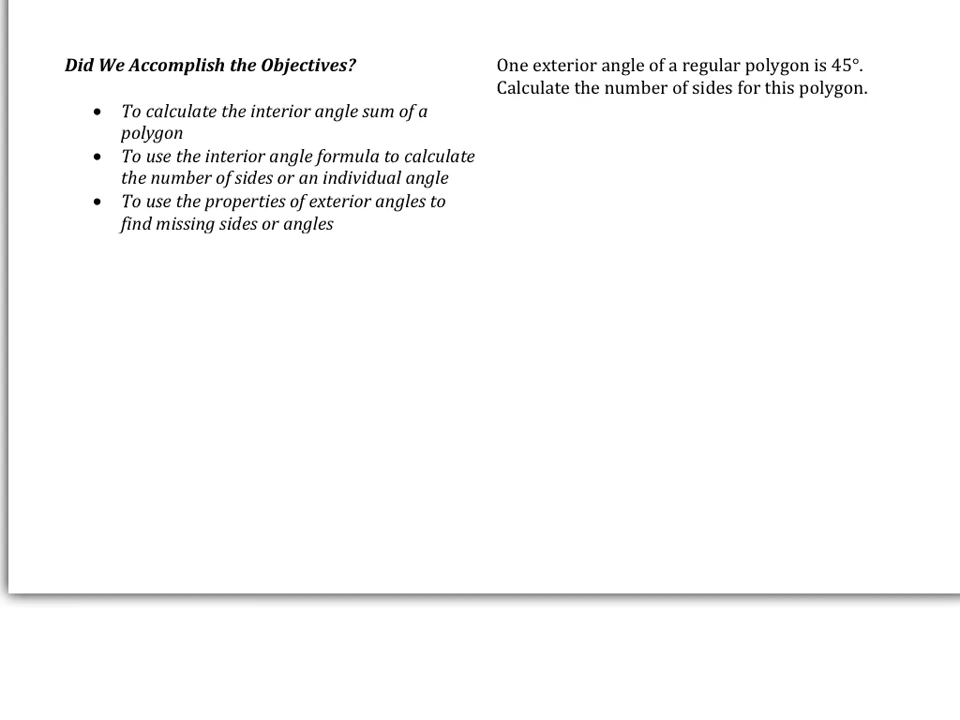 Did We Accomplish the Objectives?
• To calculate the interior angle sum of a
polygon
• To use the interior angle formula to calculate
the number of sides or an individual angle
• To use the properties of exterior angles to
find missing sides or angles
One exterior angle of a regular polygon is 45°.
Calculate the number of sides for this polygon.